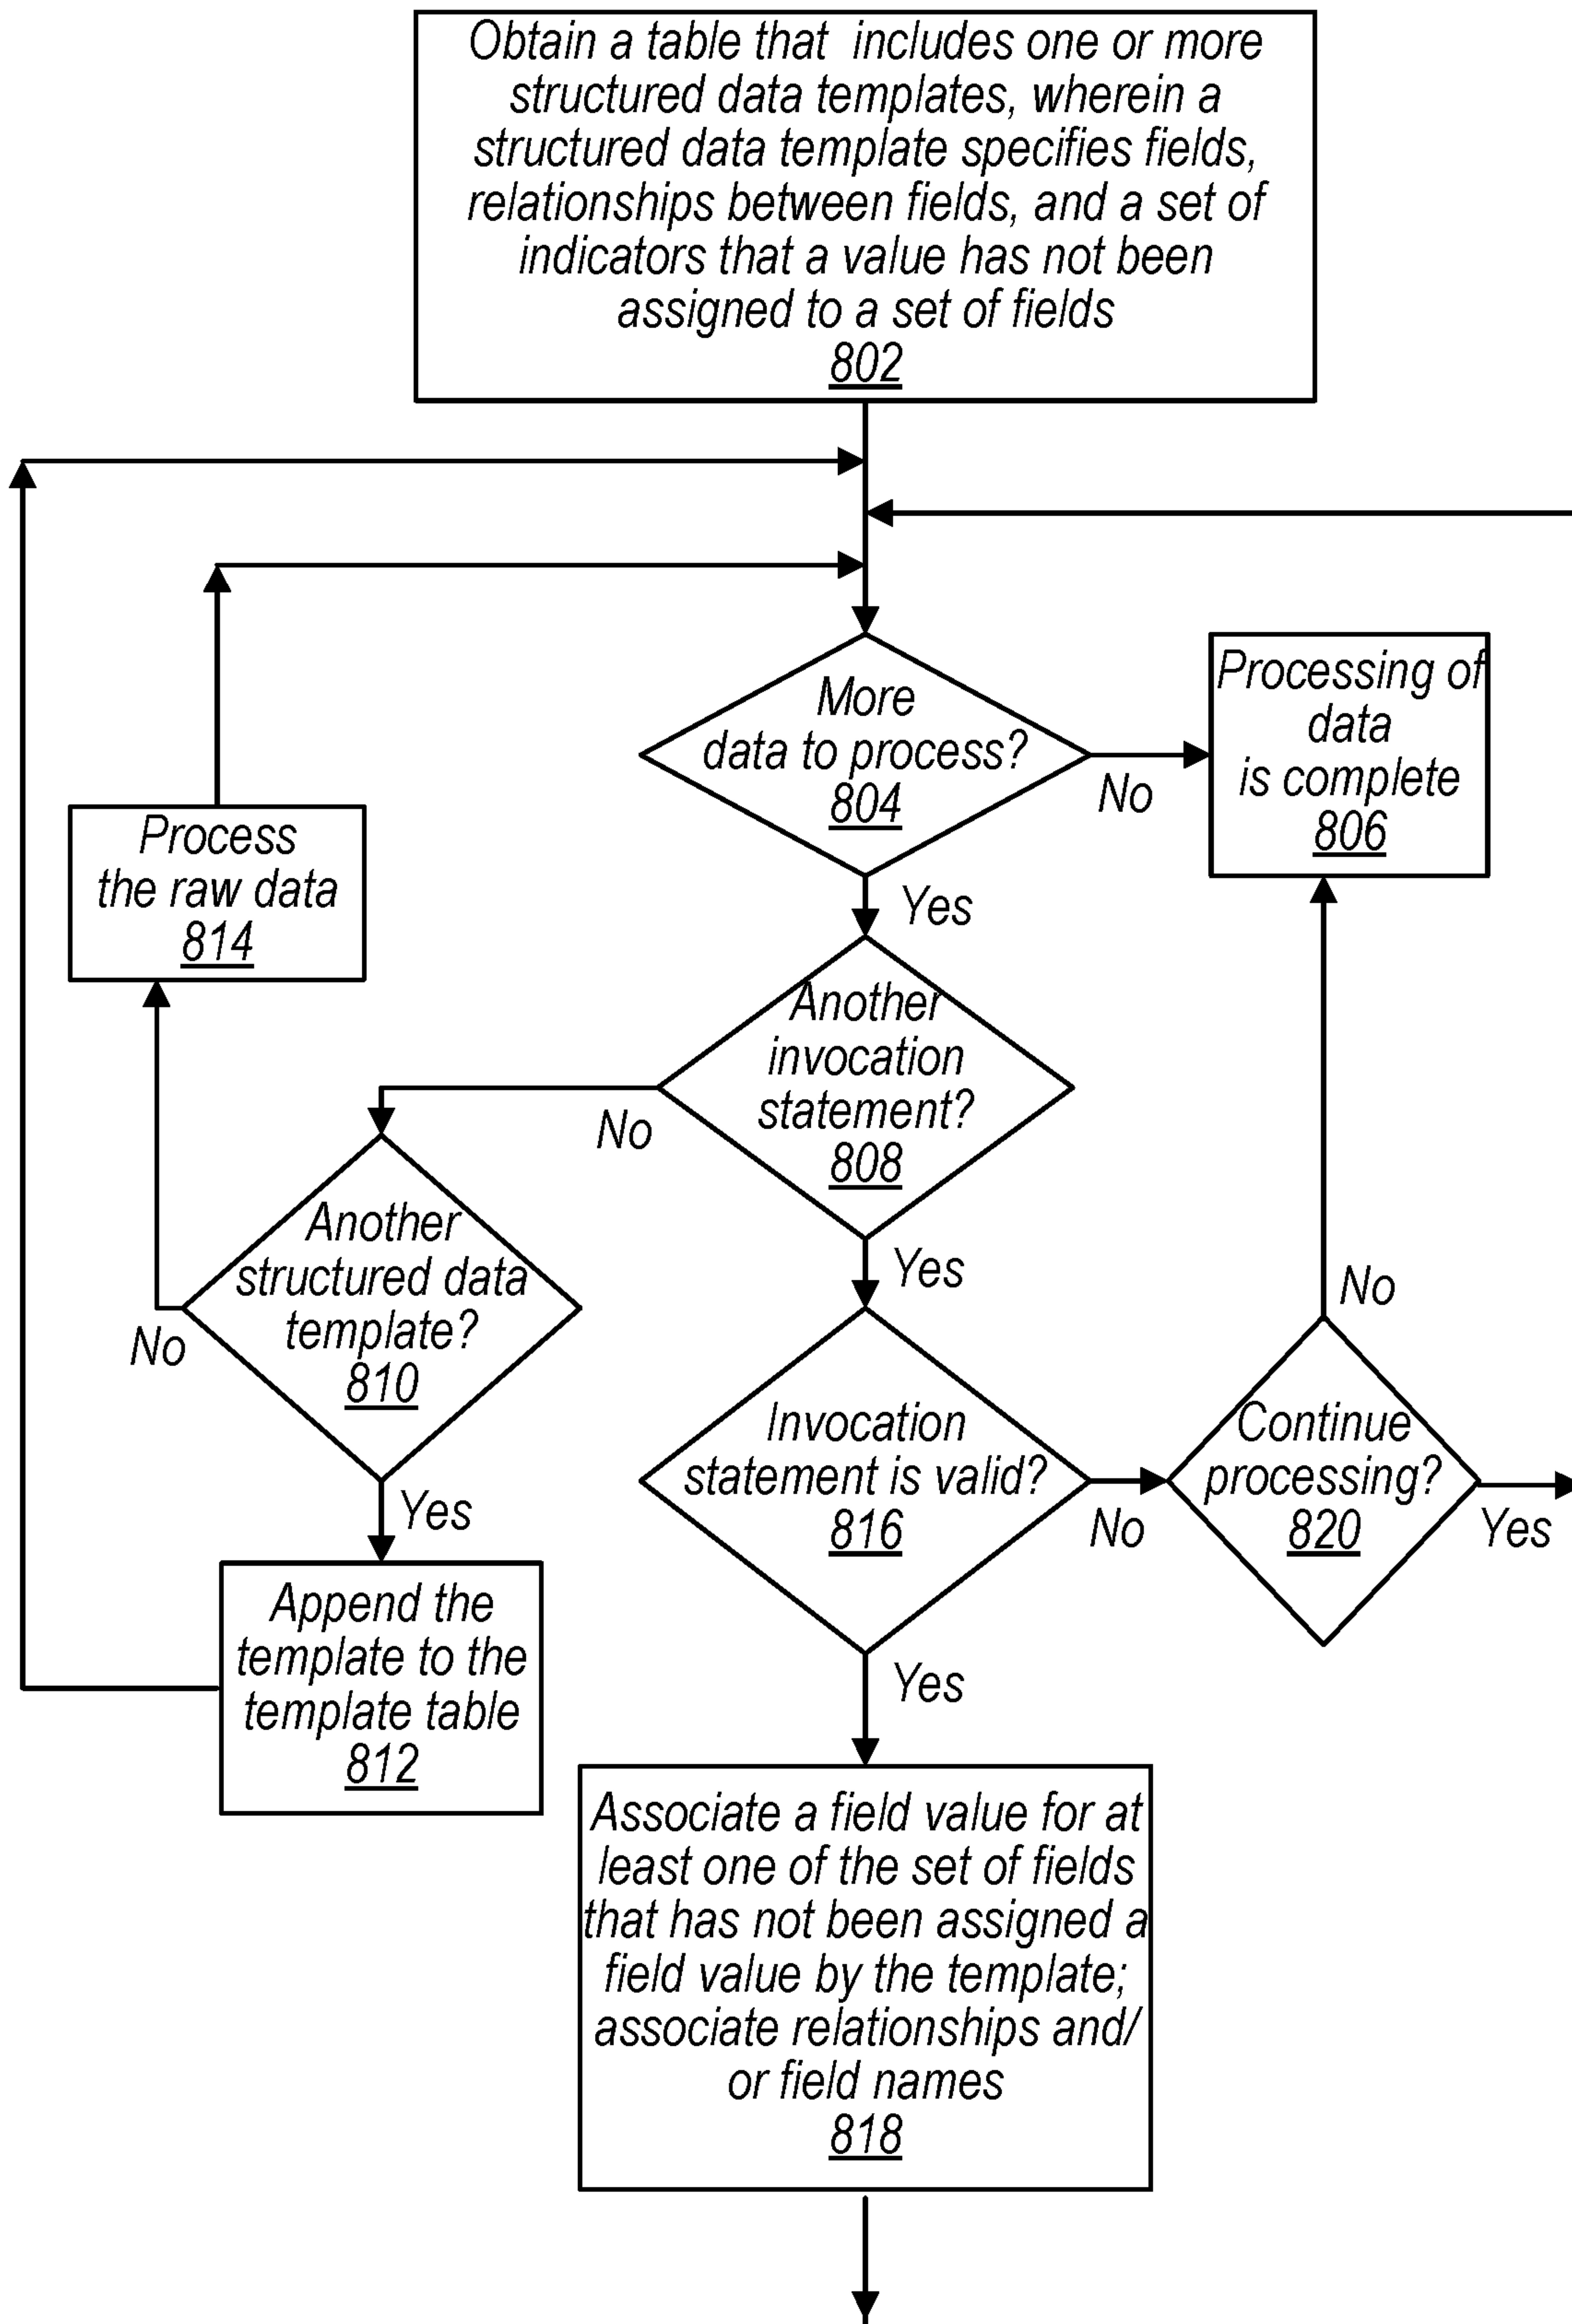 Obtain a table that includes one or more
structured data templates, wherein a
structured data template specifies fields,
relationships between fields, and a set of
indicators that a value has not been
assigned to a set of fields
802
More
data to process?
804
No
Processing of
data
is complete
806
Yes
Process
the raw data
814
Another
invocation
statement?
808
No
Yes
Another
structured data
template?
810
No
Yes
Invocation
statement is valid?
816
No
Continue
processing?
820
No
Yes
Append the
template to the
template table
812
Yes
Associate a field value for at
least one of the set of fields
that has not been assigned a
field value by the template;
associate relationships and/
or field names
818